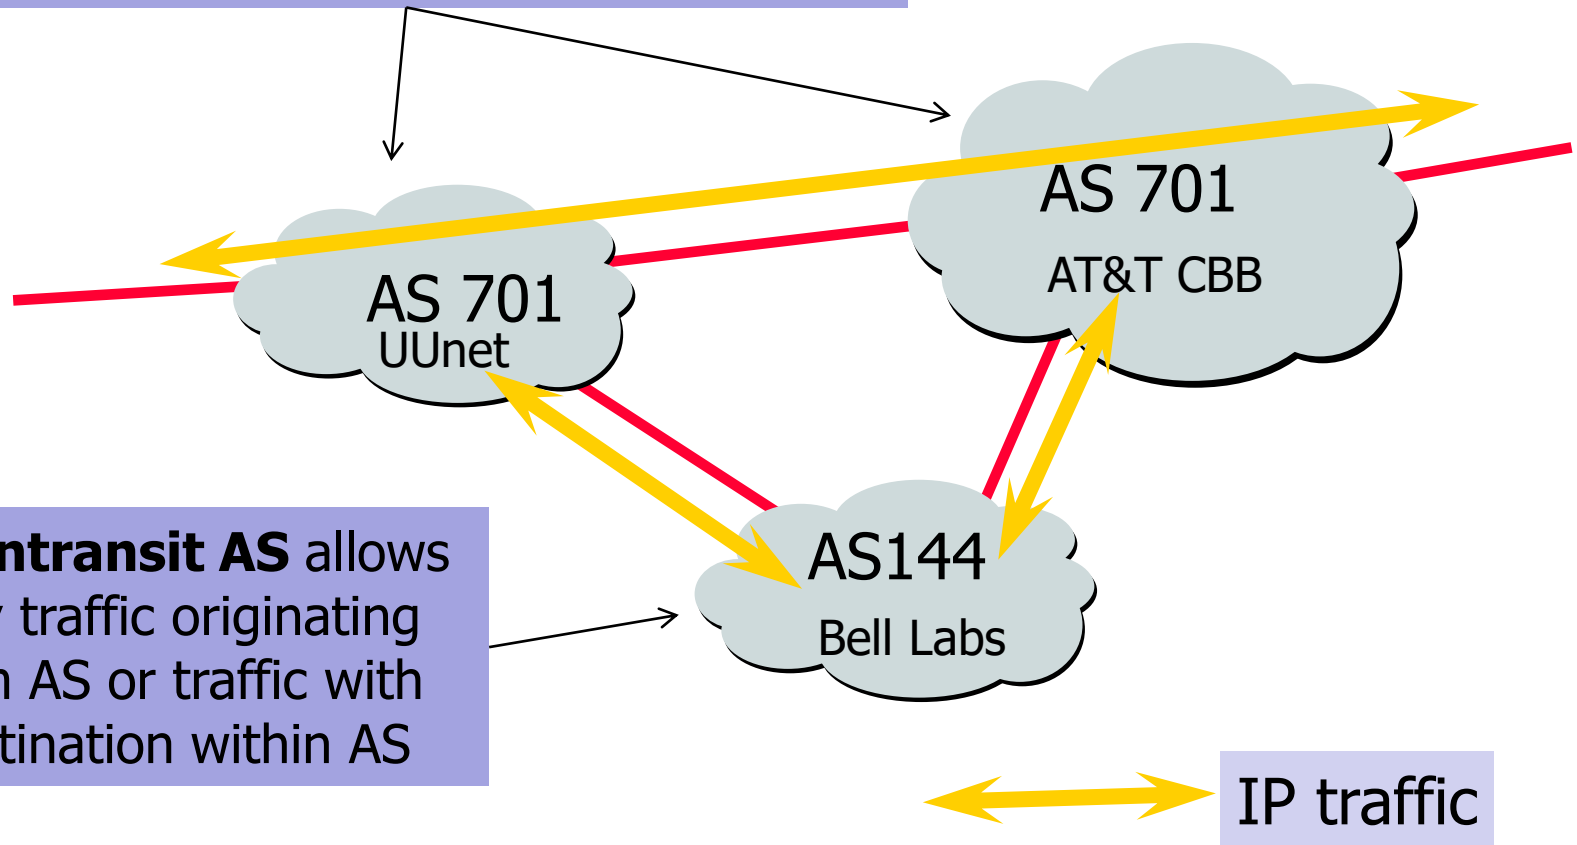 AS 701
AT&T CBB
AS 701
UUnet
AS144
Bell Labs
ntransit AS allows
traffic originating
AS or traffic with
tination within AS
IP traffic